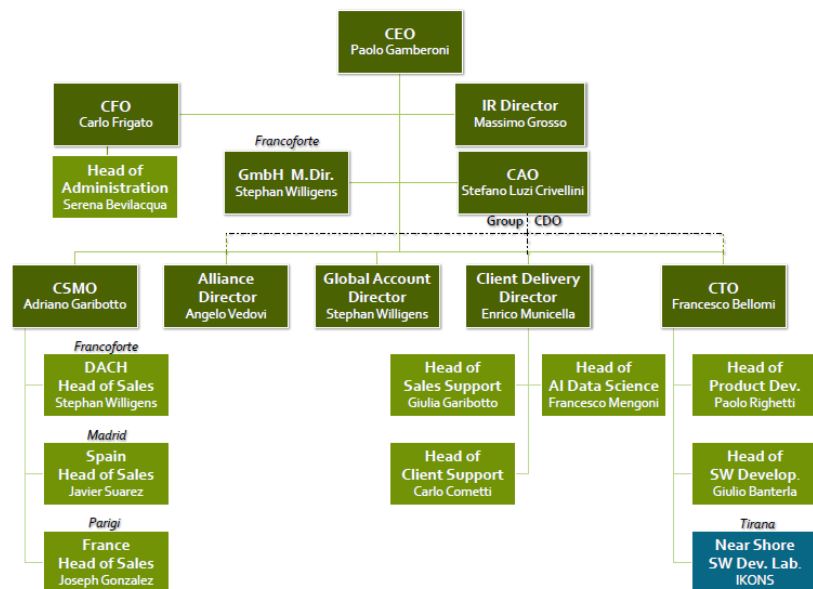 CEO
Paolo Gamberoni
CFO
Carlo Frigato
IR Director
Massimo Grosso
Head of
Administration
Serena Bevilacqua
Francoforte
GmbH M.Dir.
Stephan Willigens
CAO
Stefano Luzi Crivellini
Group CDO
CSMO
Adriano Garibotto
Alliance
Director
Angelo Vedovi
Global Account
Director
Stephan Willigens
Client Delivery
Director
Enrico Municella
CTO
Francesco Bellomi
Francoforte
DACH
Head of Sales
Stephan Willigens
Madrid
Spain
Head of Sales
Javier Suarez
Parigi
France
Head of Sales
Joseph Gonzalez
Head of
Sales Support
Giulia Garibotto
Head of
AI Data Science
Francesco Mengoni
Head of
Client Support
Carlo Cometti
Head of
Product Dev.
Paolo Righetti
Head of
SW Develop.
Giulio Banterla
Tirana
Near Shore
SW Dev. Lab.
IKONS